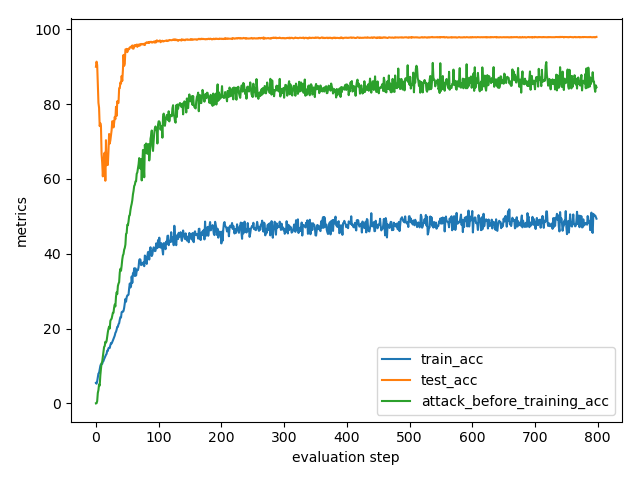 100
80
60
40
20
0
metrics
train_acc
test_acc
attack_before_training_acc
0 100 200 300 400 500 600 700 800
evaluation step